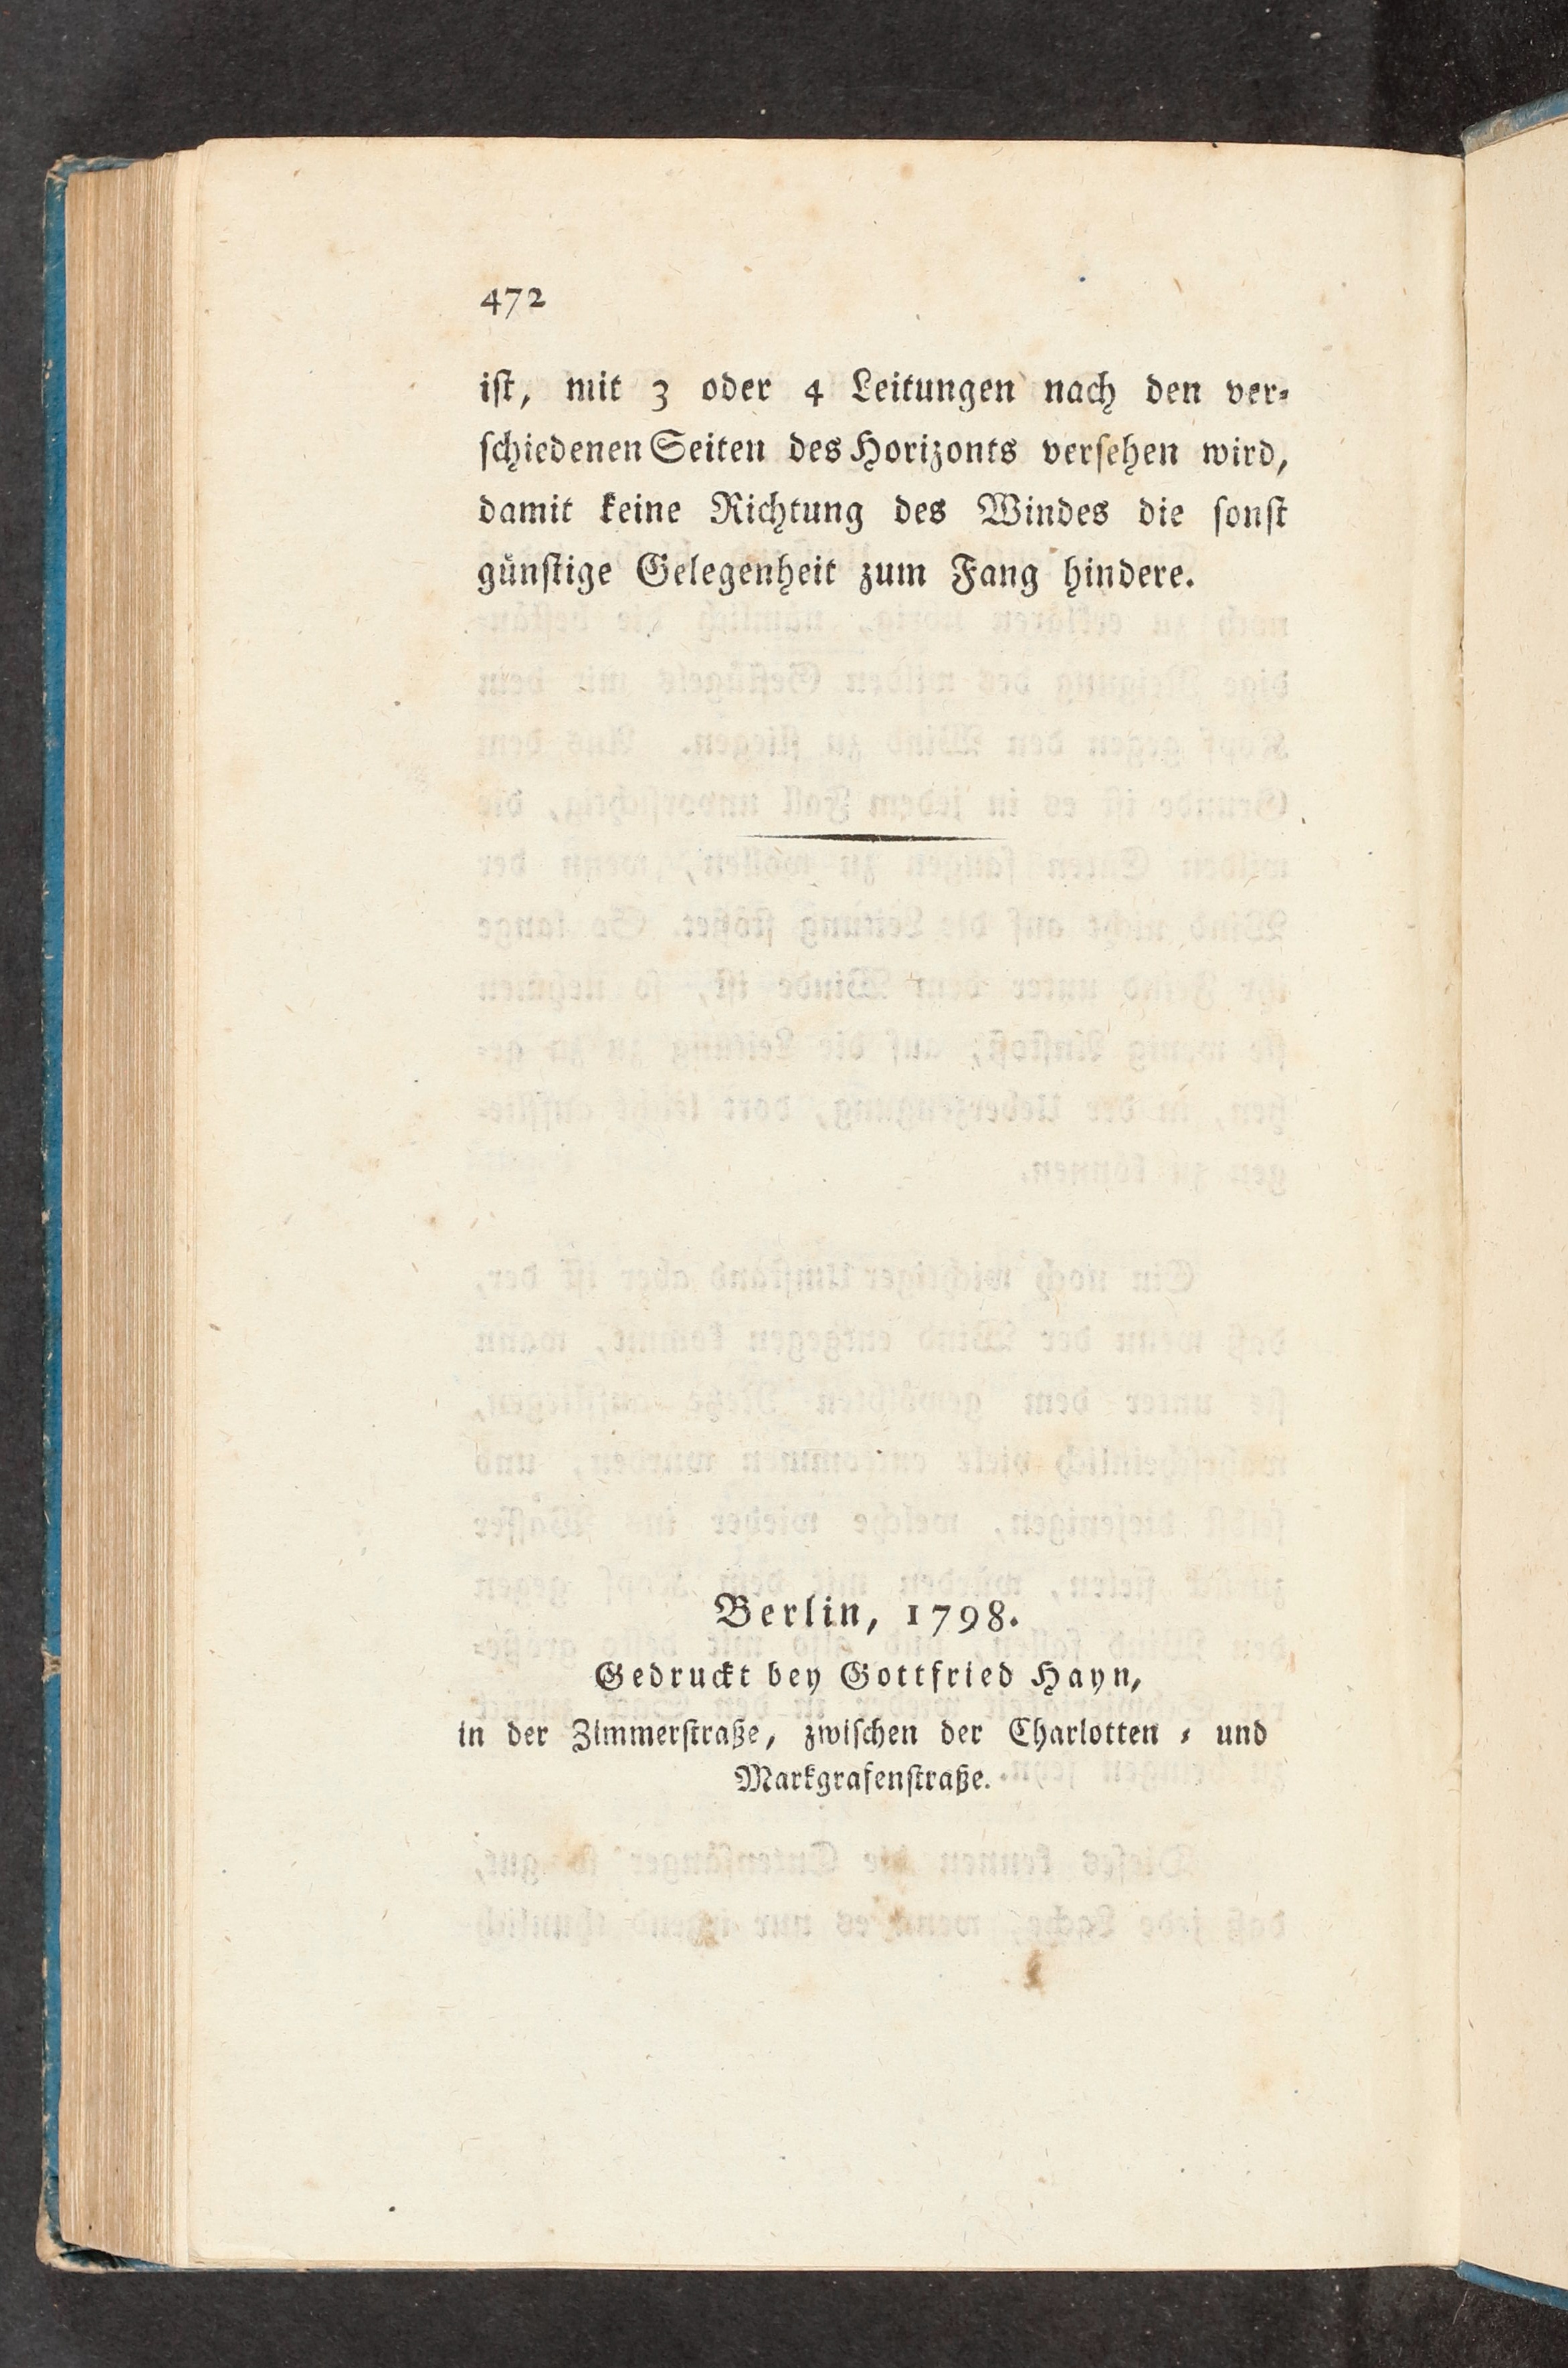 472
iſt, mit 3 oder 4 Leitungen nach den ver⸗
ſchiedenen Seiten des Horizonts verſehen wird,
damit keine Richtung des Windes die ſonſt
günſtige Gelegenheit zum Fang hindere.
Berlin, 1798.
Gedruckt bey Gottfried Hayn,
in der Zimmerſtraße, zwiſchen der Charlotten ⸗ und
Markgrafenſtraße.